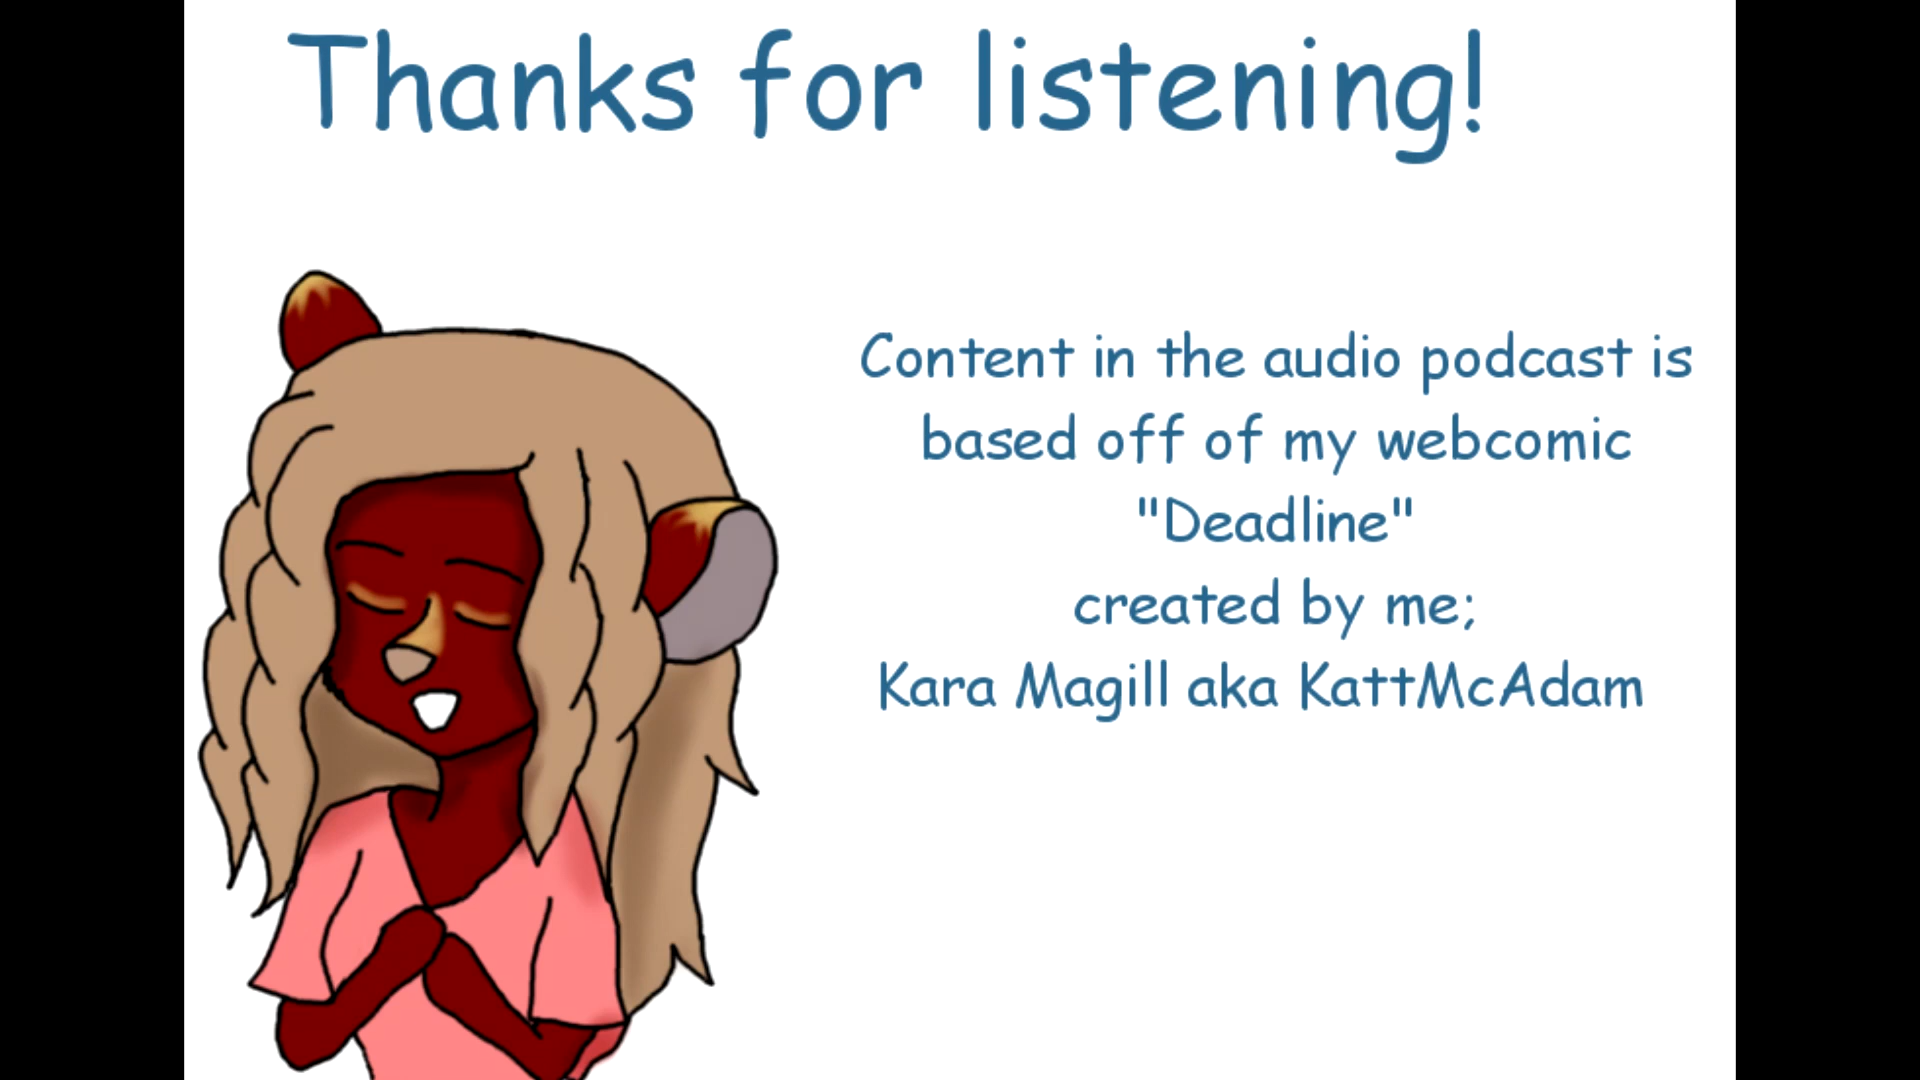 Thanks for listening!
Content in the audio podcast is
based off of my webcomic
"Deadline"
created by me;
Kara Magill aka KattMcAdam